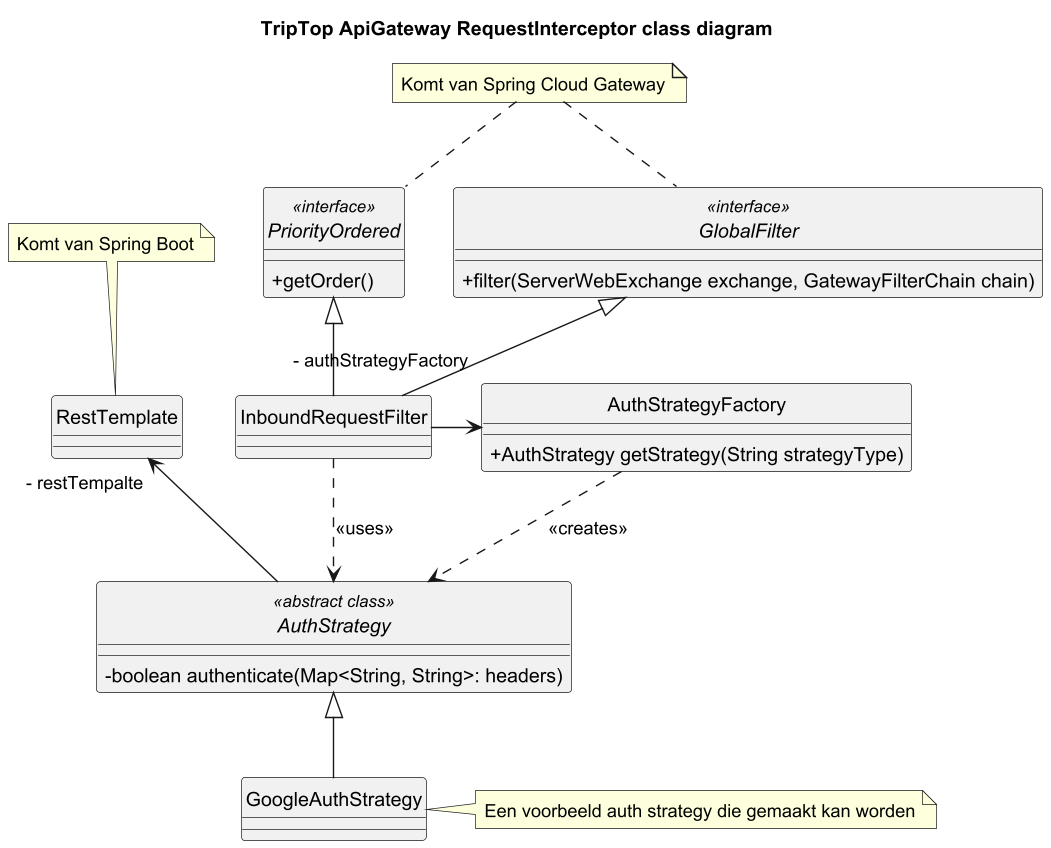 TripTop ApiGateway RequestInterceptor class diagram
Komt van Spring Cloud Gateway
«interface»
PriorityOrdered
+getOrder()
«interface»
GlobalFilter
+filter(ServerWebExchange exchange, GatewayFilterChain chain)
Komt van Spring Boot
- authStrategyFactory
RestTemplate
InboundRequestFilter
AuthStrategyFactory
+AuthStrategy getStrategy(String strategyType)
- restTempalte
«uses»
«creates»
«abstract class»
AuthStrategy
-boolean authenticate(Map<String, String>: headers)
GoogleAuthStrategy
Een voorbeeld auth strategy die gemaakt kan worden